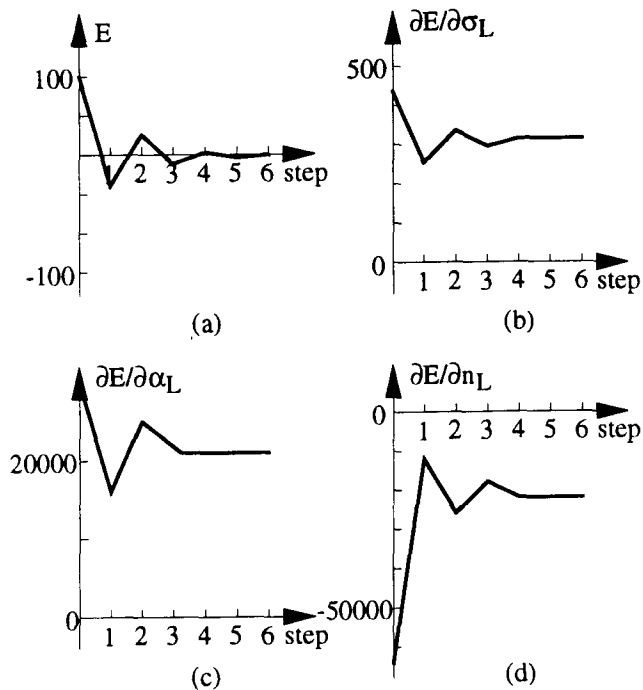 E
100
1 2 3 4 5 6 step
-100
(a)
∂E/∂σL
500
0
1 2 3 4 5 6 step
(b)
∂E/∂αL
20000
0
1 2 3 4 5 6 step
(c)
∂E/∂nL
0
1 2 3 4 5 6 step
-50000
(d)